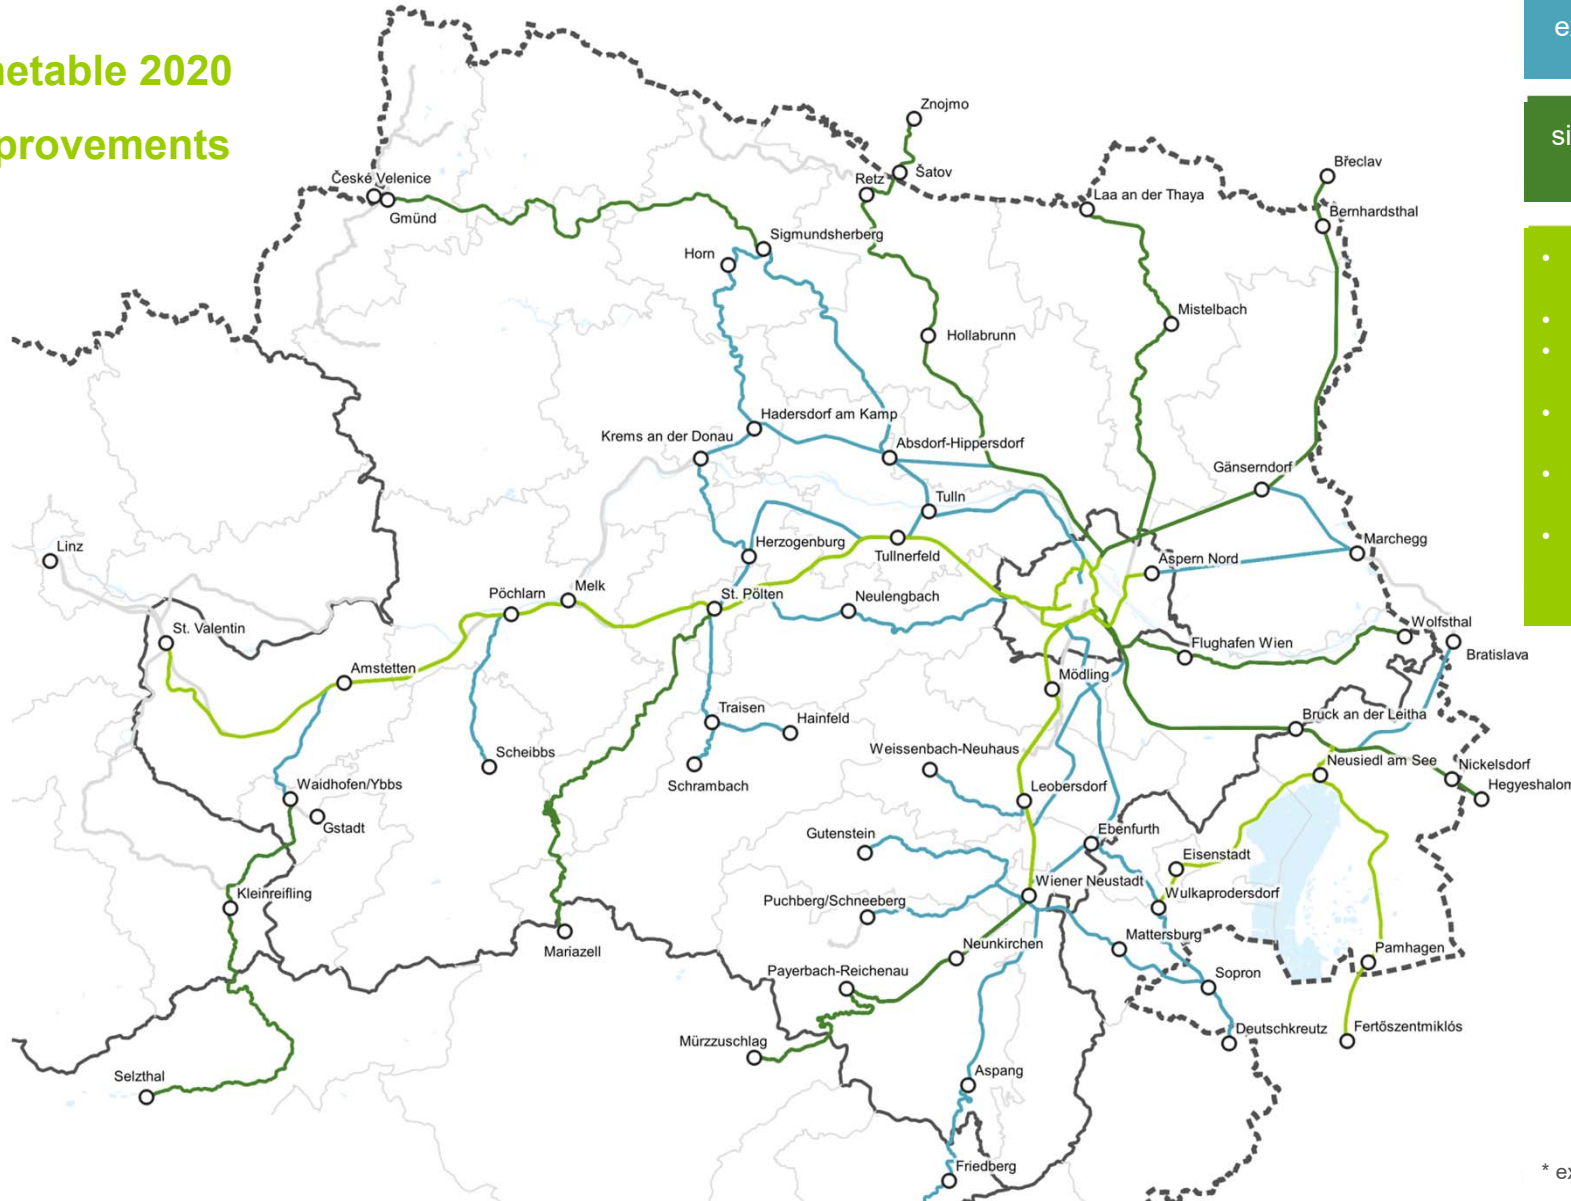 etable 2020
provements
České Velenice
Gmünd
Znojmo
Šatov
Retz
Laa an der Thaya
Břeclav
Bernhardsthal
Sigmundsherberg
Horn
Mistelbach
Hollabrunn
Hadersdorf am Kamp
Krems an der Donau
Absdorf-Hippersdorf
Gänserndorf
Tulln
Linz
Herzogenburg
Tullnerfeld
Aspern Nord
Marchegg
Melk
Pöchlarn
St. Pölten
Neulengbach
St. Valentin
Wolfsthal
Flughafen Wien
Bratislava
Amstetten
Mödling
Traisen
Hainfeld
Bruck an der Leitha
Scheibbs
Weissenbach-Neuhaus
Neusiedl am See
Nickelsdorf
Waidhofen/Ybbs
Schrambach
Leobersdorf
Hegyeshalom
Gstadt
Gutenstein
Ebenfurth
Eisenstadt
Kleinreifling
Puchberg/Schneeberg
Wiener Neustadt
Wulkaprodersdorf
Mariazell
Neunkirchen
Mattersburg
Pamhagen
Payerbach-Reichenau
Sopron
Mürzzuschlag
Deutschkreutz
Fertőszentmiklós
Selzthal
Aspang
Friedberg
si
* ex